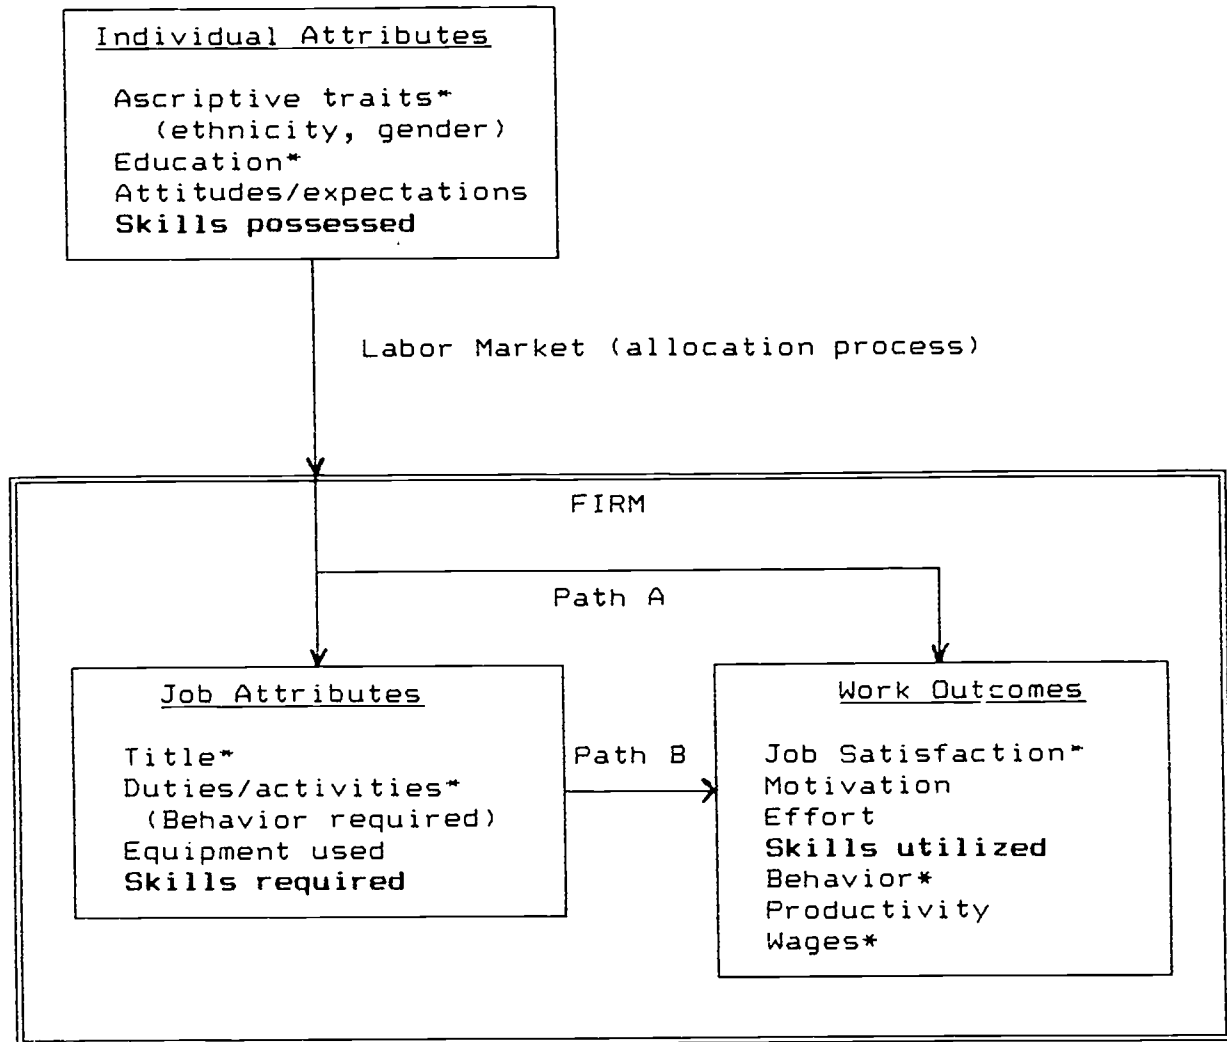 Individual Attributes
Ascriptive traits*
(ethnicity, gender)
Education*
Attitudes/expectations
Skills possessed
Labor Market (allocation process)
FIRM
Path A
Job Attributes
Title*
Duties/activities*
(Behavior required)
Equipment used
Skills required
Path B
Work Outcomes
Job Satisfaction*
Motivation
Effort
Skills utilized
Behavior*
Productivity
Wages*